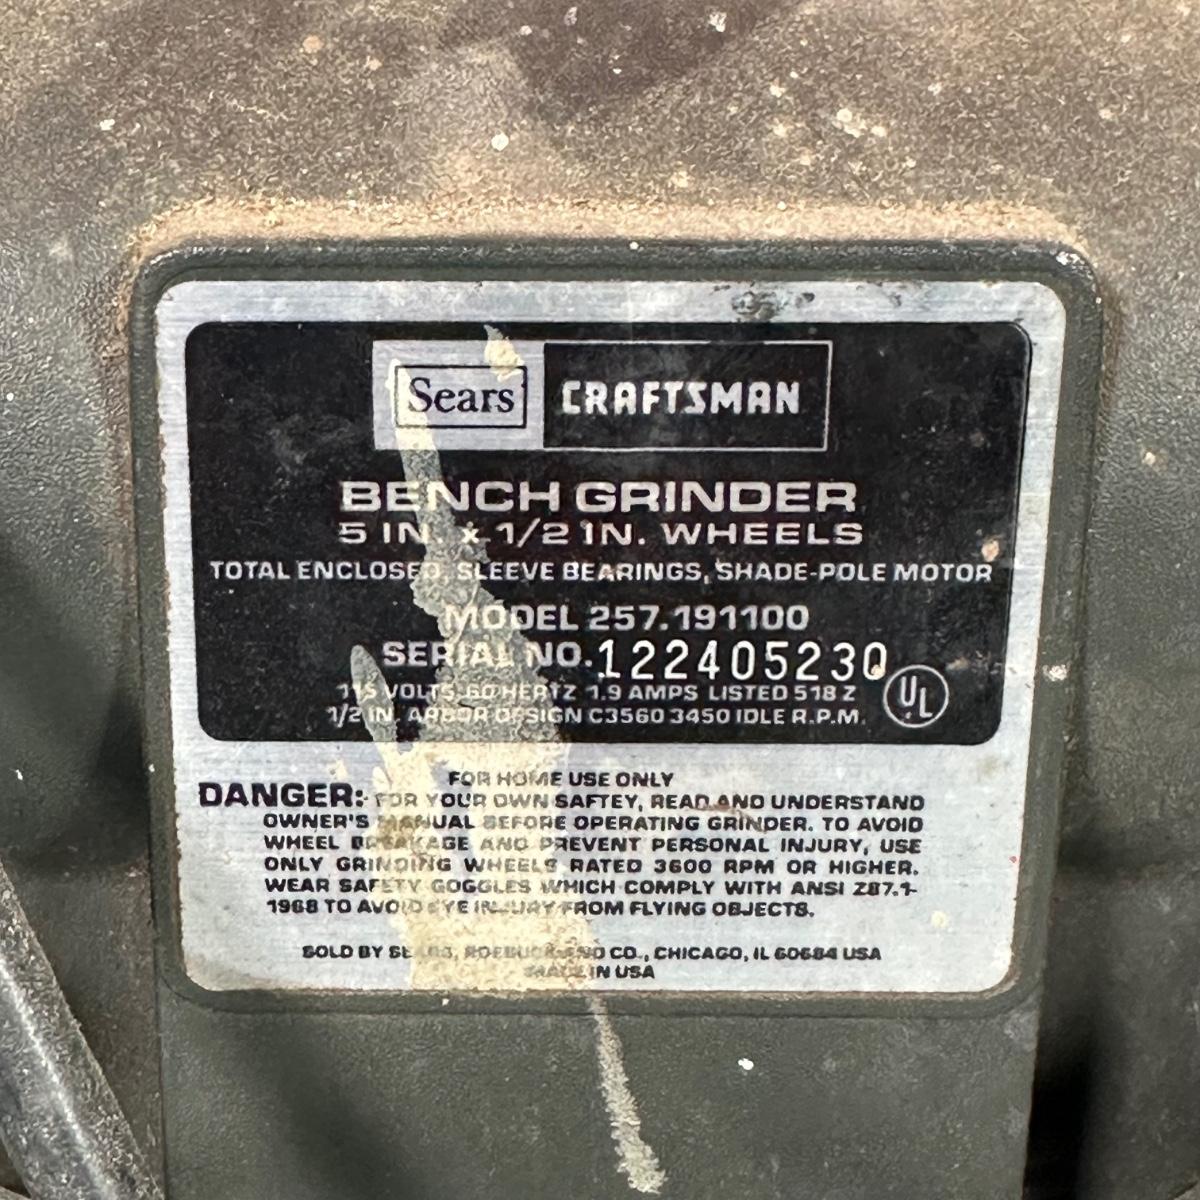 Sears CRAFTSMAN
BENCH GRINDER
5 IN. x 1/2 IN. WHEELS
TOTAL ENCLOSED, SLEEVE BEARINGS, SHADE-POLE MOTOR
MODEL 257.191100
SERIAL NO. 122405230
115 VOLTS 60 HERTZ 1.9 AMPS LISTED 518 Z
1/2 IN. ARBOR DESIGN C3560 3450 IDLE R.P.M.
UL
FOR HOME USE ONLY
DANGER: FOR YOUR OWN SAFTEY, READ AND UNDERSTAND
OWNER'S MANUAL BEFORE OPERATING GRINDER. TO AVOID
WHEEL BREAKAGE AND PREVENT PERSONAL INJURY, USE
ONLY GRINDING WHEELS RATED 3600 RPM OR HIGHER.
WEAR SAFETY GOGGLES WHICH COMPLY WITH ANSI Z87.1-
1968 TO AVOID EYE INJURY FROM FLYING OBJECTS.
SOLD BY SEARS, ROEBUCK AND CO., CHICAGO, IL 60684 USA
MADE IN USA